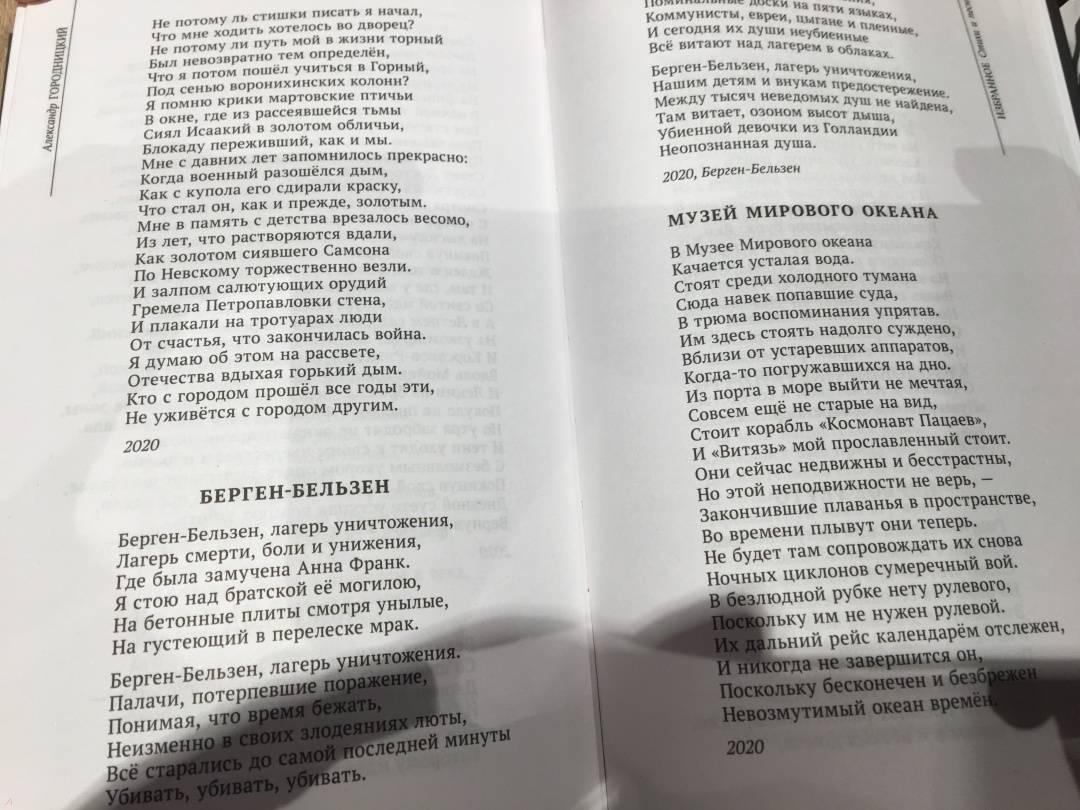 Александр ГОРОДНИЦКИЙ
Не потому ль стишки писать я начал,
Что мне ходить хотелось во дворец?
Не потому ли путь мой в жизни торный
Был невозвратно тем определён,
Что я потом пошёл учиться в Горный,
Под сенью воронихинских колонн?
Я помню крики мартовские птичьи
В окне, где из рассеявшейся тьмы
Сиял Исаакий в золотом обличьи,
Блокаду переживший, как и мы.
Мне с давних лет запомнилось прекрасно:
Когда военный разошёлся дым,
Как с купола его сдирали краску,
Что стал он, как и прежде, золотым.
Мне в память с детства врезалось весомо,
Из лет, что растворяются вдали,
Как золотом сиявшего Самсона
По Невскому торжественно везли.
И залпом салютующих орудий
Гремела Петропавловки стена,
И плакали на тротуарах люди
От счастья, что закончилась война.
Я думаю об этом на рассвете,
Отечества вдыхая горький дым.
Кто с городом прошёл все годы эти,
Не уживётся с городом другим.
2020
БЕРГЕН-БЕЛЬЗЕН
Берген-Бельзен, лагерь уничтожения,
Лагерь смерти, боли и унижения,
Где была замучена Анна Франк.
Я стою над братской её могилою,
На бетонные плиты смотря унылые,
На густеющий в перелеске мрак.
Берген-Бельзен, лагерь уничтожения.
Палачи, потерпевшие поражение,
Понимая, что время бежать,
Неизменно в своих злодеяниях люты,
Всё старались до самой последней минуты
Убивать, убивать, убивать.
Поминальные доски на пяти языках,
Коммунисты, евреи, цыгане и пленные,
И сегодня их души неубиенные
Всё витают над лагерем в облаках.
Берген-Бельзен, лагерь уничтожения,
Нашим детям и внукам предостережение.
Между тысяч неведомых душ не найдена,
Там витает, озоном высот дыша,
Убиенной девочки из Голландии
Неопознанная душа.
2020, Берген-Бельзен
МУЗЕЙ МИРОВОГО ОКЕАНА
В Музее Мирового океана
Качается усталая вода.
Стоят среди холодного тумана
Сюда навек попавшие суда,
В трюма воспоминания упрятав.
Им здесь стоять надолго суждено,
Вблизи от устаревших аппаратов,
Когда-то погружавшихся на дно.
Из порта в море выйти не мечтая,
Совсем ещё не старые на вид,
Стоит корабль «Космонавт Пацаев»,
И «Витязь» мой прославленный стоит.
Они сейчас недвижны и бесстрастны,
Но этой неподвижности не верь, –
Закончившие плаванья в пространстве,
Во времени плывут они теперь.
Не будет там сопровождать их снова
Ночных циклонов сумеречный вой.
В безлюдной рубке нету рулевого,
Поскольку им не нужен рулевой.
Их дальний рейс календарём отслежен,
И никогда не завершится он,
Поскольку бесконечен и безбрежен
Невозмутимый океан времён.
2020
ИЗБРАННОЕ Стихи и песни